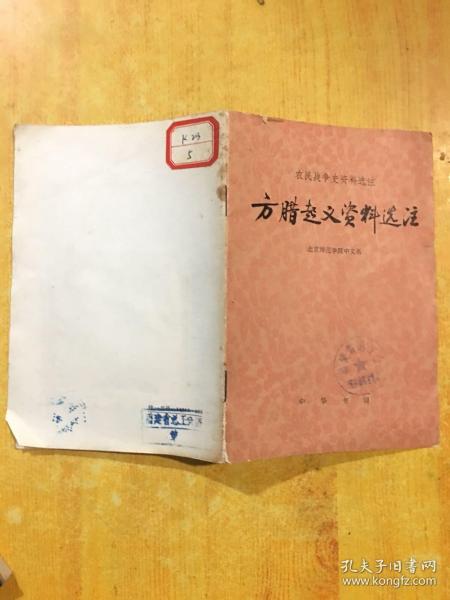 K23
5
农民战争史资料选注
方腊起义资料选注
北京师范学院中文系
中华书局
孔夫子旧书网
www.kongfz.com